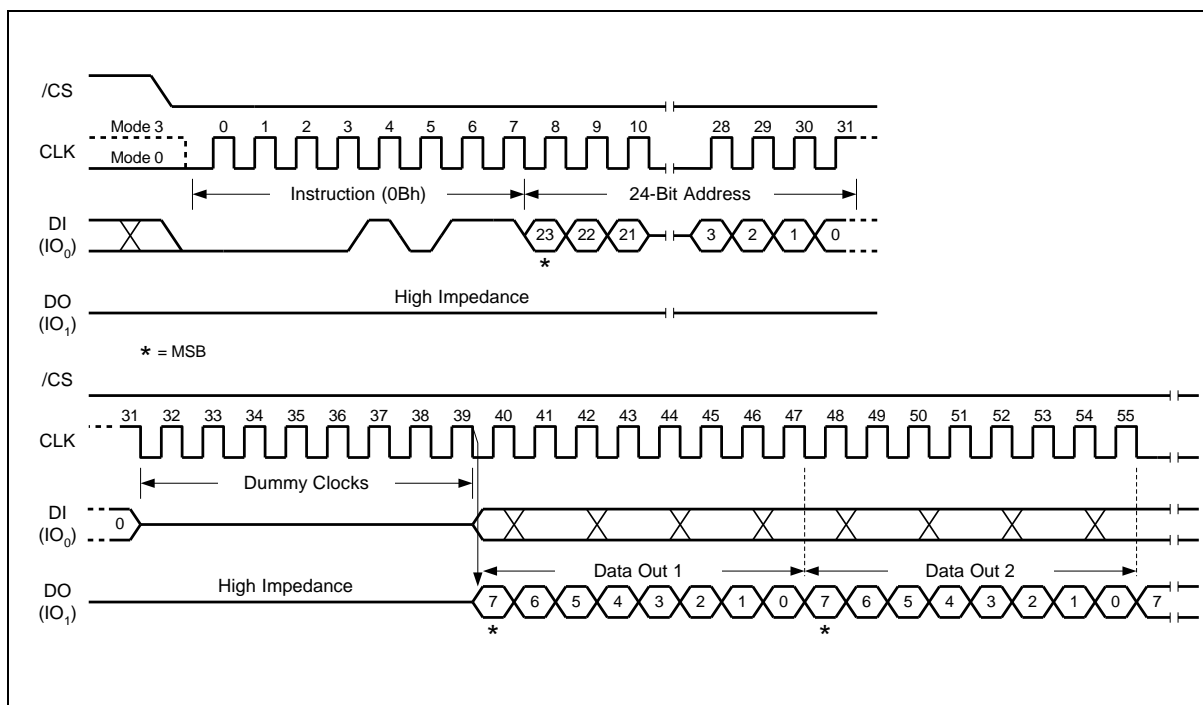 /CS
Mode 3 0 1 2 3 4 5 6 7 8 9 10 28 29 30 31
CLK Mode 0
Instruction (0Bh) 24-Bit Address
DI
(IO0) 23 22 21 3 2 1 0
*
DO High Impedance
(IO1)
* = MSB
/CS
31 32 33 34 35 36 37 38 39 40 41 42 43 44 45 46 47 48 49 50 51 52 53 54 55
CLK
Dummy Clocks
DI
(IO0) 0
Data Out 1 Data Out 2
DO High Impedance
(IO1) 7 6 5 4 3 2 1 0 7 6 5 4 3 2 1 0 7
* *